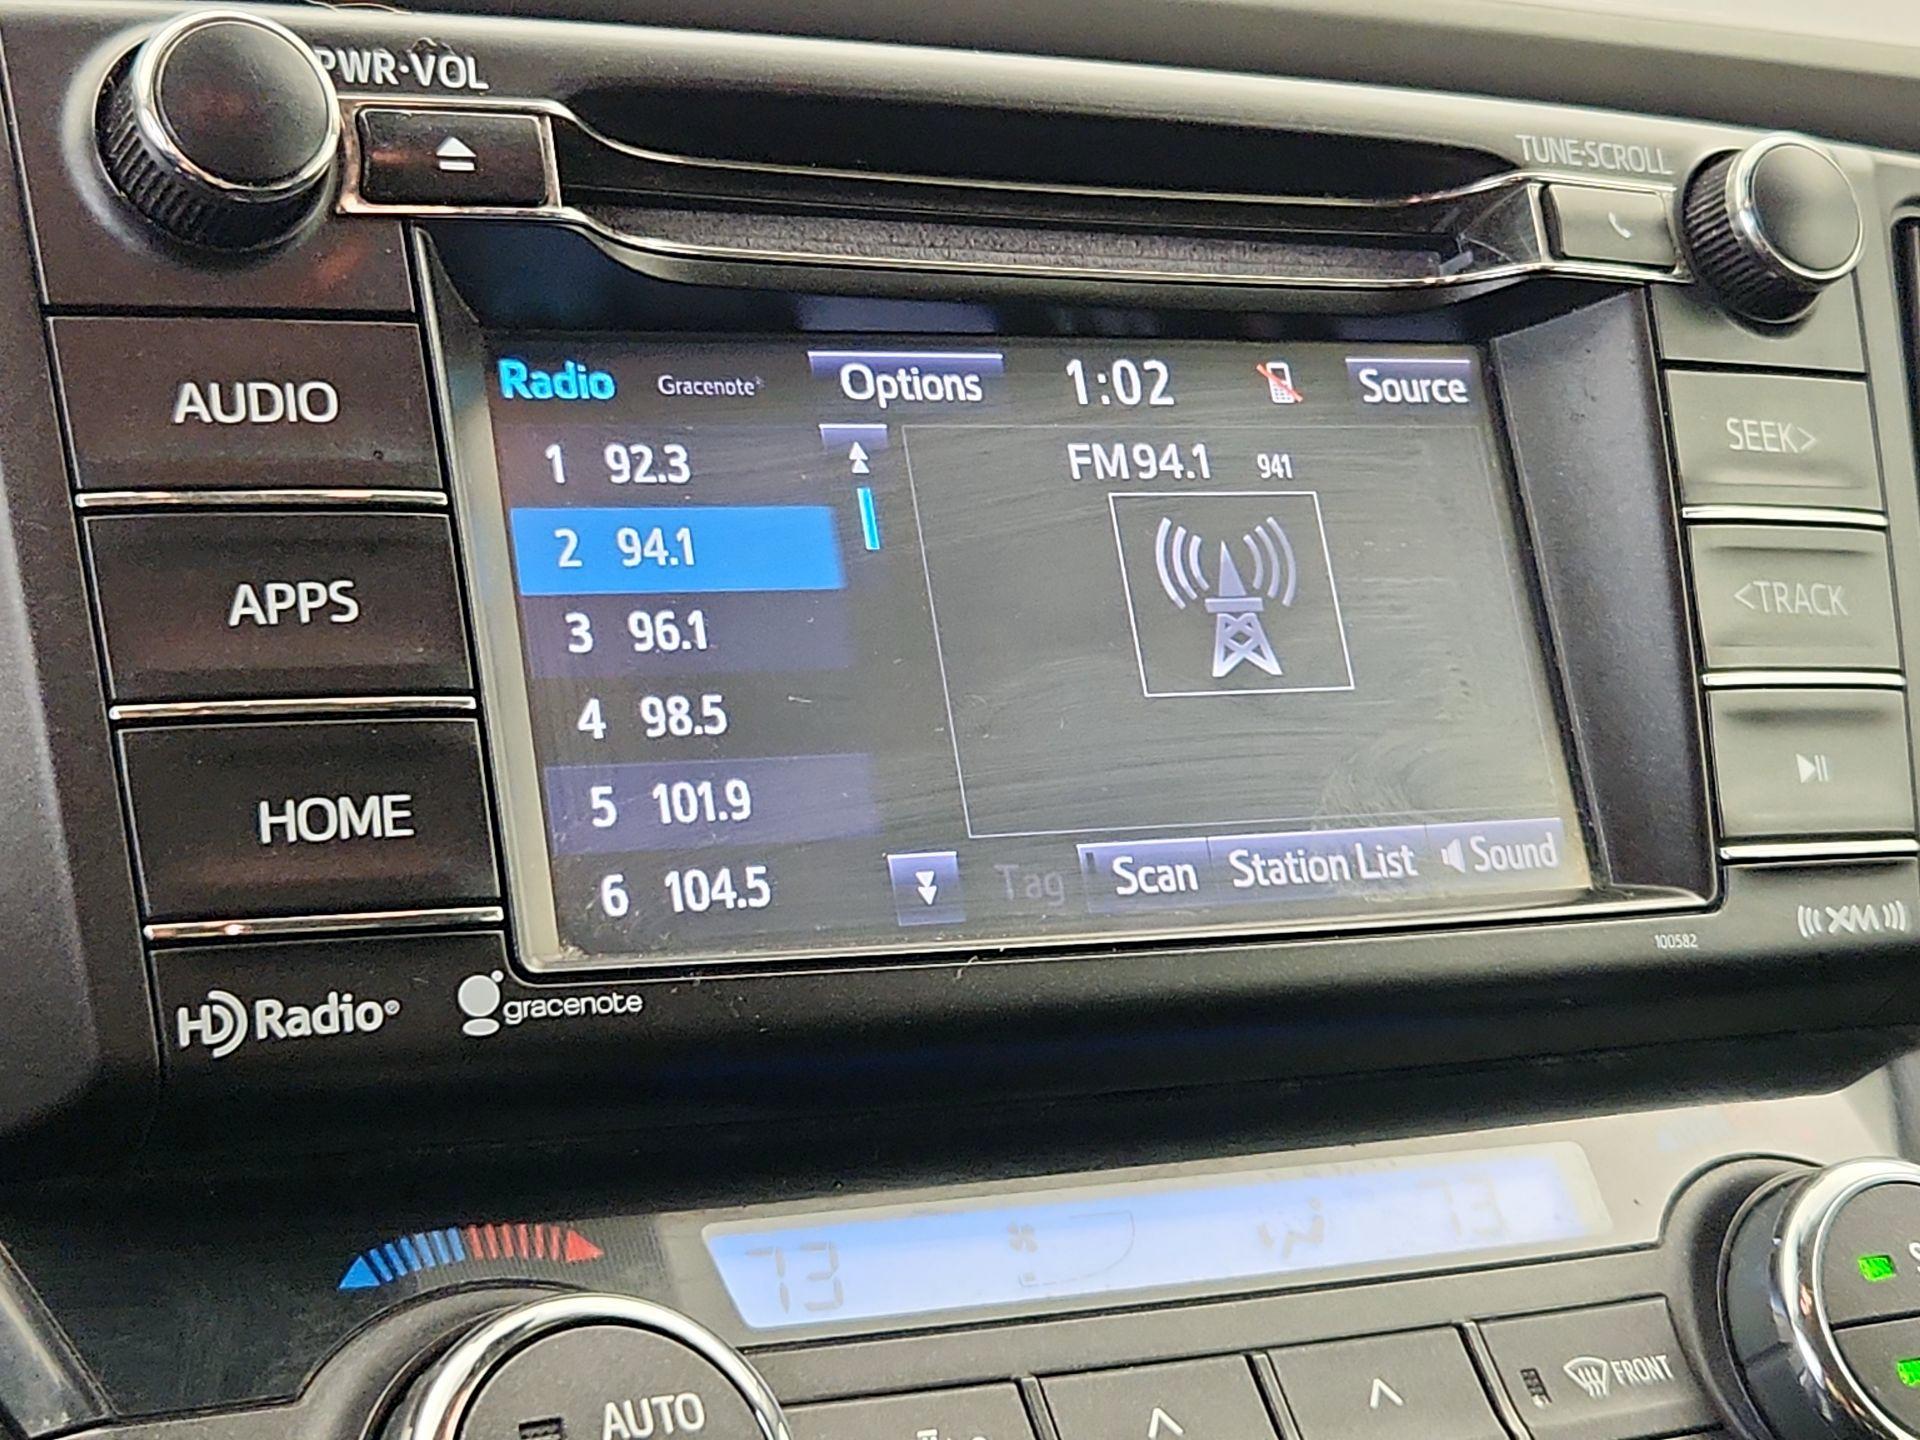 PWR·VOL
TUNE·SCROLL
AUDIO
APPS
HOME
Radio Gracenote® Options 1:02 Source
1 92.3
2 94.1
3 96.1
4 98.5
5 101.9
6 104.5
FM94.1 941
Tag Scan Station List Sound
SEEK>
<TRACK
100582
XM
HD Radio®
gracenote
73
73
AUTO
FRONT